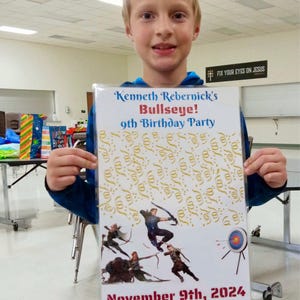 FIX YOUR EYES ON JESUS
Kenneth Rebernick's
Bullseye!
9th Birthday Party
November 9th, 2024